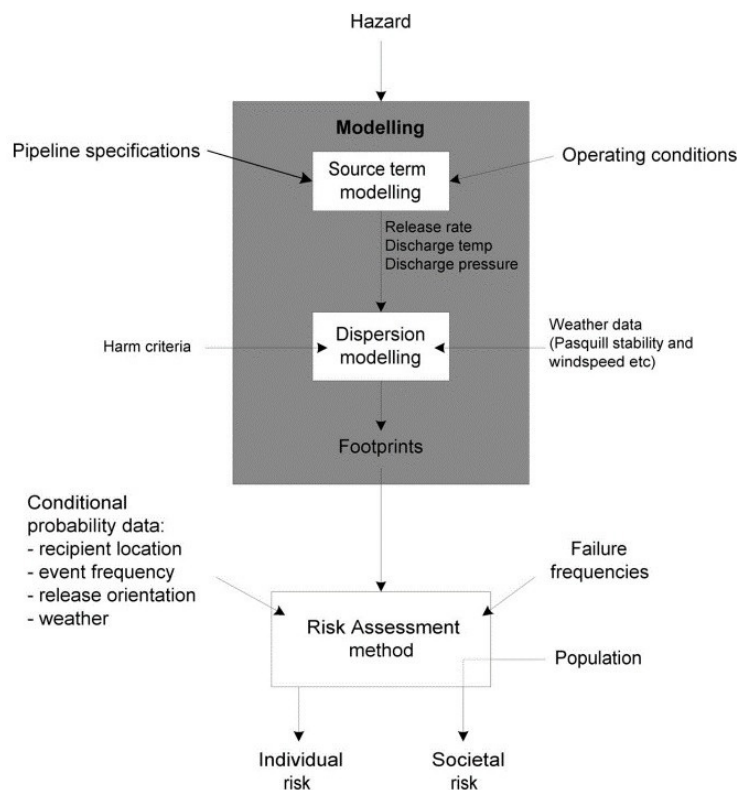 Hazard
Modelling
Pipeline specifications
Source term
modelling
Operating conditions
Release rate
Discharge temp
Discharge pressure
Harm criteria
Dispersion
modelling
Weather data
(Pasquill stability and
windspeed etc)
Footprints
Conditional
probability data:
- recipient location
- event frequency
- release orientation
- weather
Failure
frequencies
Risk Assessment
method
Population
Individual
risk
Societal
risk